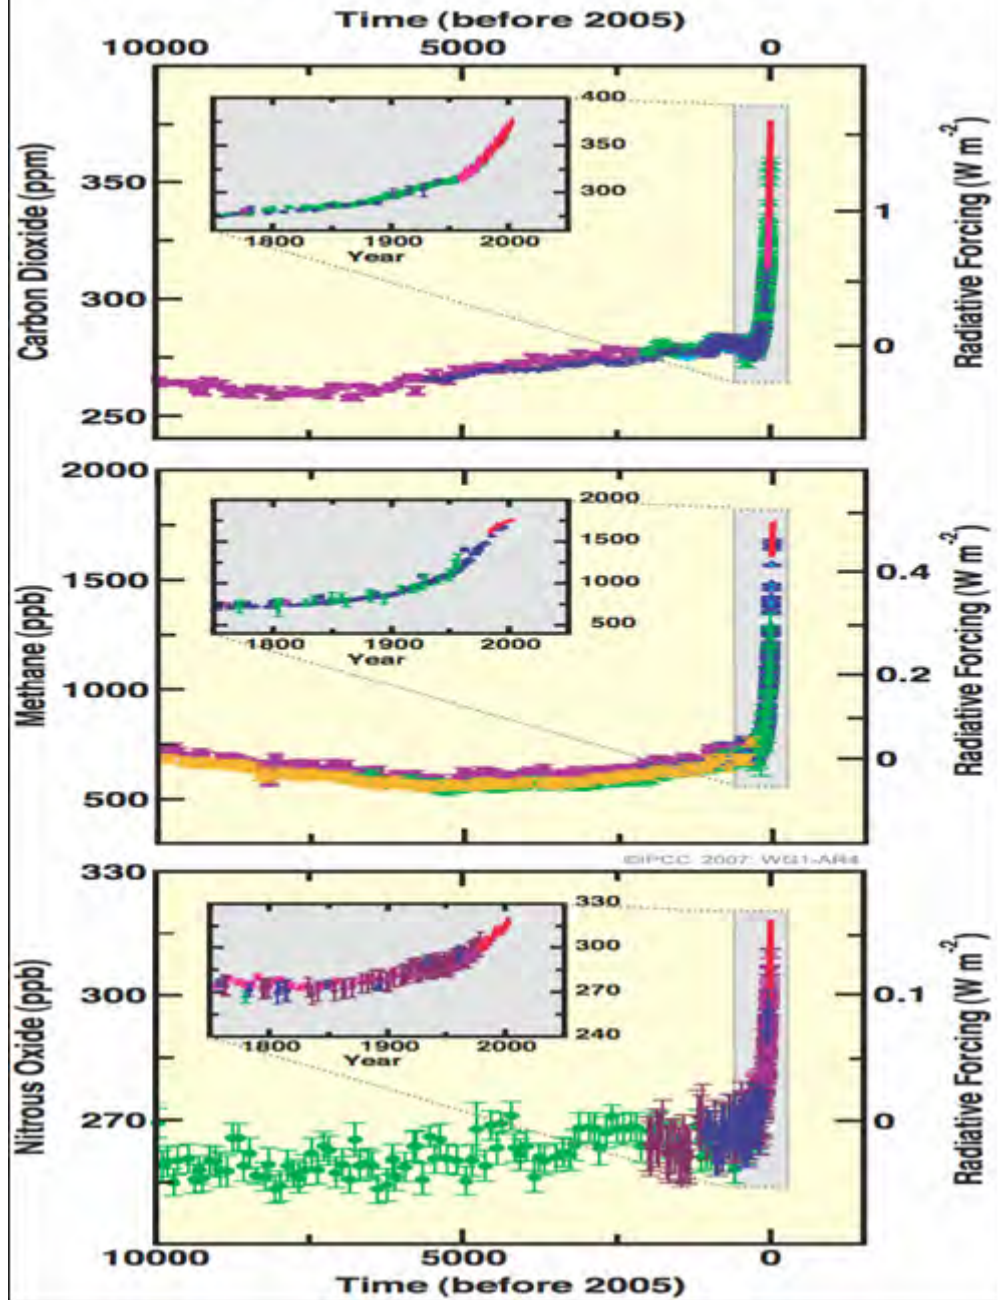 Time (before 2005)
10000 5000 0
Carbon Dioxide (ppm)
350
300
250
400
350
300
1800 1900 2000
Year
1
0
Radiative Forcing (W m-2)
Methane (ppb)
2000
1500
1000
500
2000
1500
1000
500
1800 1900 2000
Year
0.4
0.2
0
Radiative Forcing (W m-2)
©IPCC 2007: WG1-AR4
Nitrous Oxide (ppb)
330
300
270
330
300
270
240
1800 1900 2000
Year
0.1
0
Radiative Forcing (W m-2)
10000 5000 0
Time (before 2005)